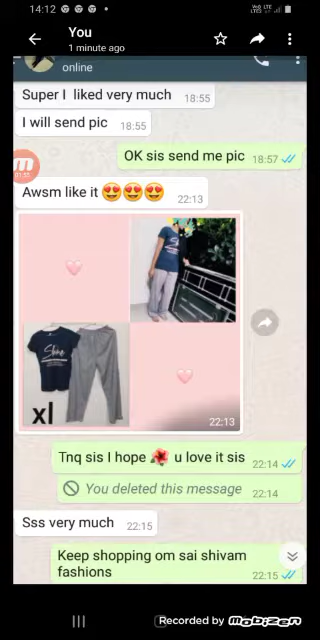 14:12
You
1 minute ago
online
Super I liked very much 18:55
I will send pic 18:55
OK sis send me pic 18:57
01:53
Awsm like it 😍😍😍 22:13
xl
22:13
Tnq sis I hope 🌺 u love it sis 22:14
You deleted this message 22:14
Sss very much 22:15
Keep shopping om sai shivam
fashions 22:15
Recorded by mobizen